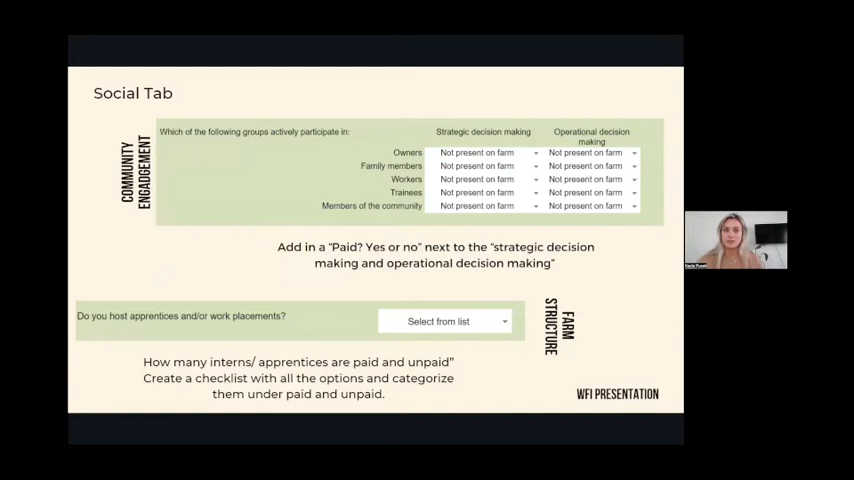 Social Tab
COMMUNITY
ENGADGEMENT
Which of the following groups actively participate in:
Strategic decision making
Operational decision
making
Owners Not present on farm Not present on farm
Family members Not present on farm Not present on farm
Workers Not present on farm Not present on farm
Trainees Not present on farm Not present on farm
Members of the community Not present on farm Not present on farm
Add in a “Paid? Yes or no” next to the “strategic decision
making and operational decision making”
Do you host apprentices and/or work placements?
Select from list
FARM
STRUCTURE
How many interns/ apprentices are paid and unpaid”
Create a checklist with all the options and categorize
them under paid and unpaid.
WFI PRESENTATION